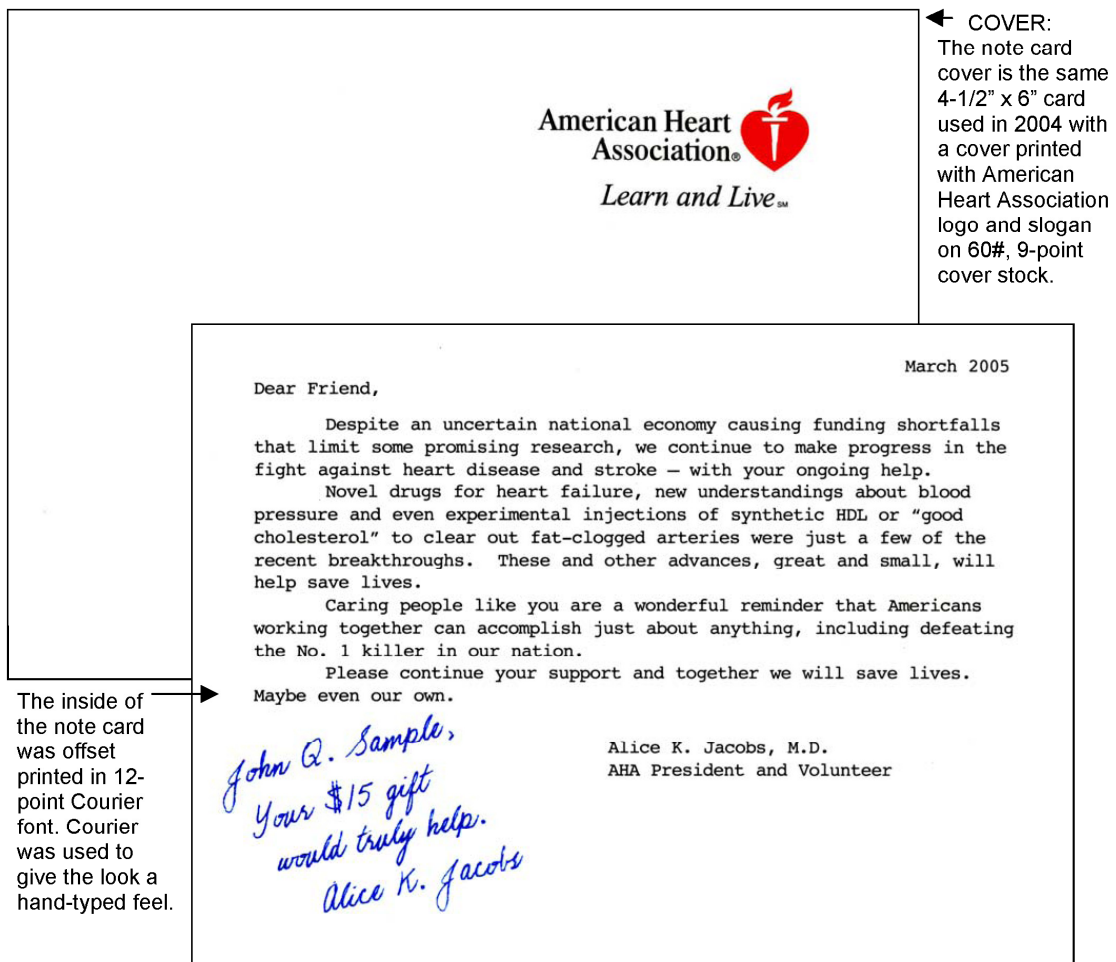 American Heart
Association®
Learn and Live SM
COVER:
The note card
cover is the same
4-1/2” x 6” card
used in 2004 with
a cover printed
with American
Heart Association
logo and slogan
on 60#, 9-point
cover stock.
March 2005
Dear Friend,
Despite an uncertain national economy causing funding shortfalls
that limit some promising research, we continue to make progress in the
fight against heart disease and stroke — with your ongoing help.
Novel drugs for heart failure, new understandings about blood
pressure and even experimental injections of synthetic HDL or “good
cholesterol” to clear out fat-clogged arteries were just a few of the
recent breakthroughs. These and other advances, great and small, will
help save lives.
Caring people like you are a wonderful reminder that Americans
working together can accomplish just about anything, including defeating
the No. 1 killer in our nation.
Please continue your support and together we will save lives.
Maybe even our own.
Alice K. Jacobs, M.D.
AHA President and Volunteer
John Q. Sample,
Your $15 gift
would truly help.
Alice K. Jacobs
The inside of
the note card
was offset
printed in 12-
point Courier
font. Courier
was used to
give the look a
hand-typed feel.